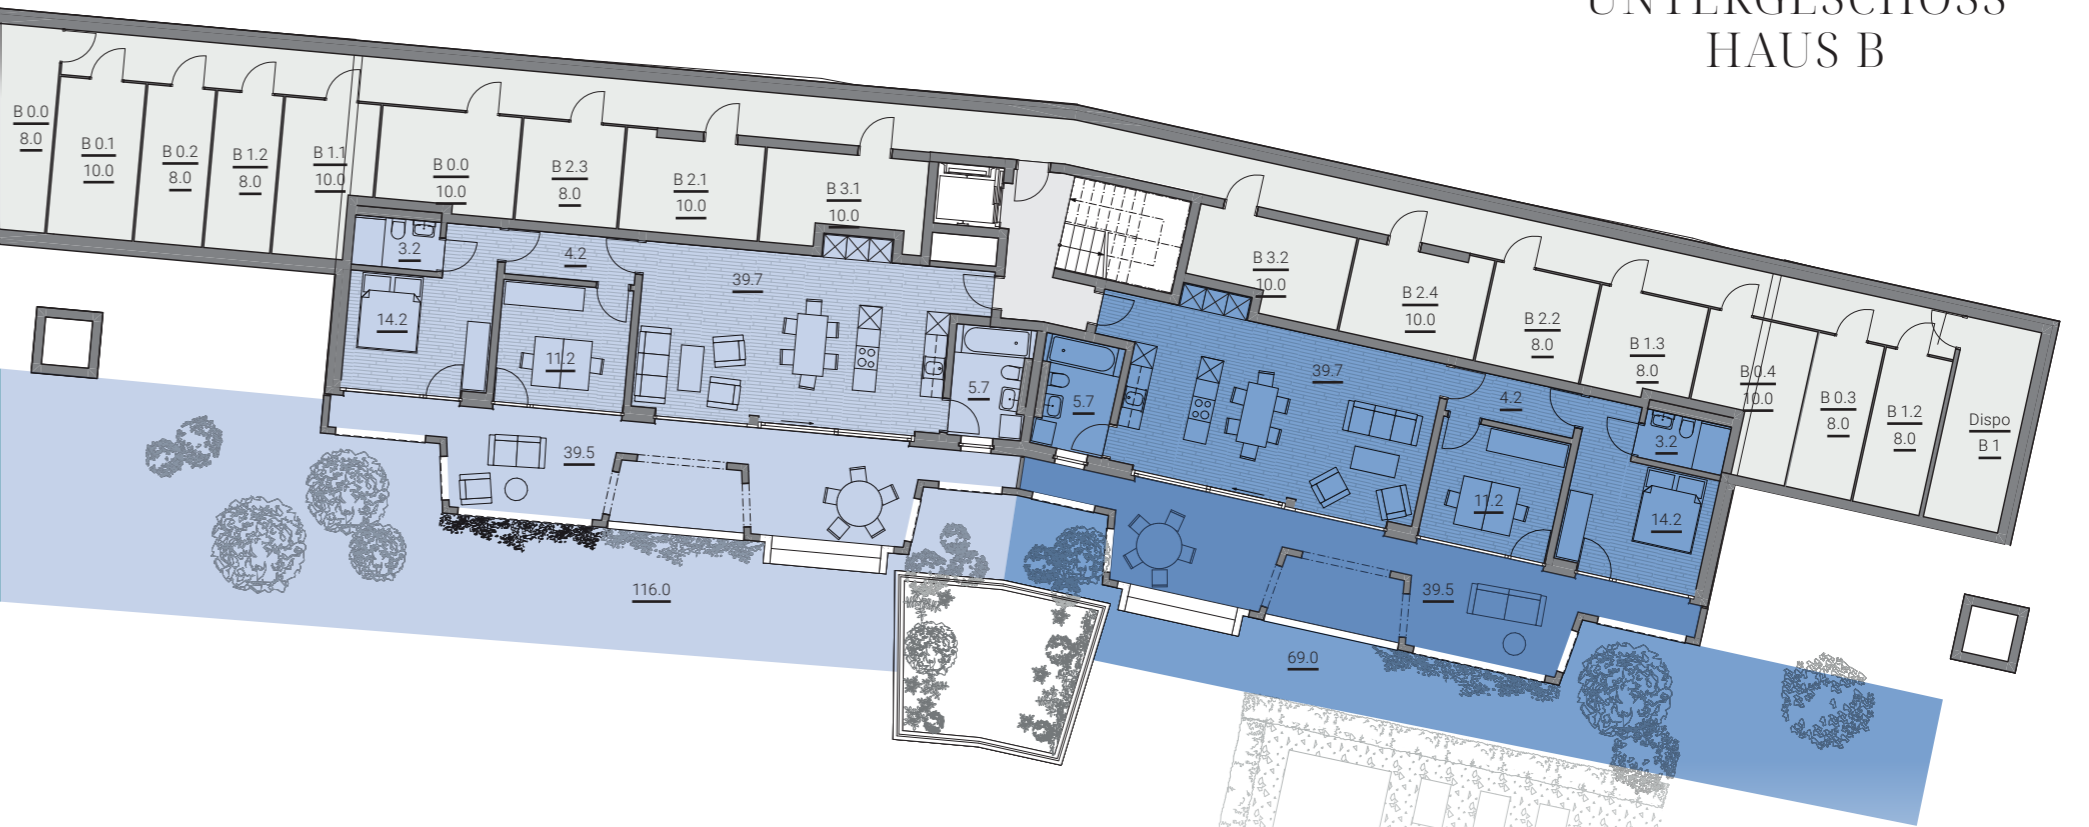 UNTERGESCHOSS
HAUS B
B 0.0
8.0
B 0.1
10.0
B 0.2
8.0
B 1.2
8.0
B 1.1
10.0
B 0.0
10.0
B 2.3
8.0
B 2.1
10.0
B 3.1
10.0
B 3.2
10.0
B 2.4
10.0
B 2.2
8.0
B 1.3
8.0
B 0.4
10.0
B 0.3
8.0
B 1.2
8.0
Dispo
B 1
3.2
4.2
39.7
14.2
11.2
5.7
39.5
116.0
5.7
39.7
4.2
3.2
11.2
14.2
39.5
69.0